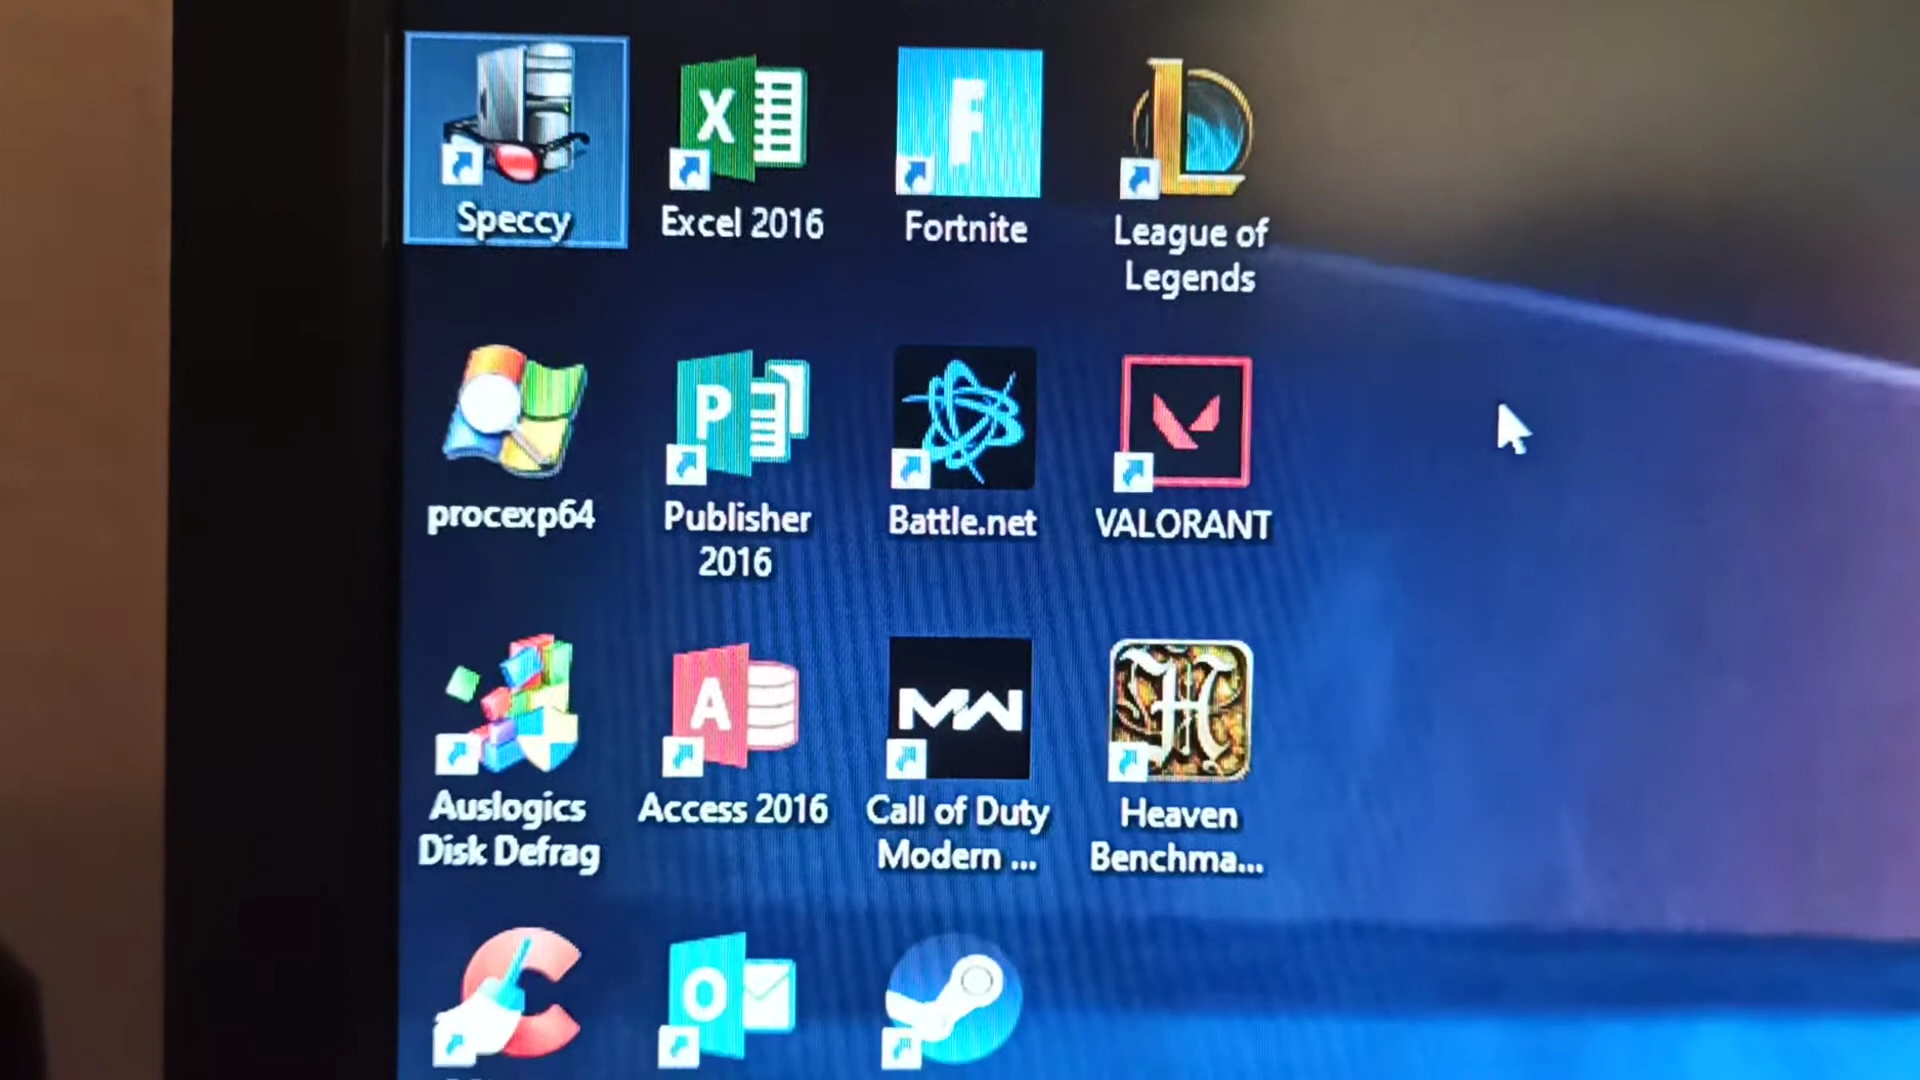 Speccy
Excel 2016
Fortnite
League of
Legends
procexp64
Publisher
2016
Battle.net
VALORANT
Auslogics
Disk Defrag
Access 2016
MW
Call of Duty
Modern ...
Heaven
Benchma...